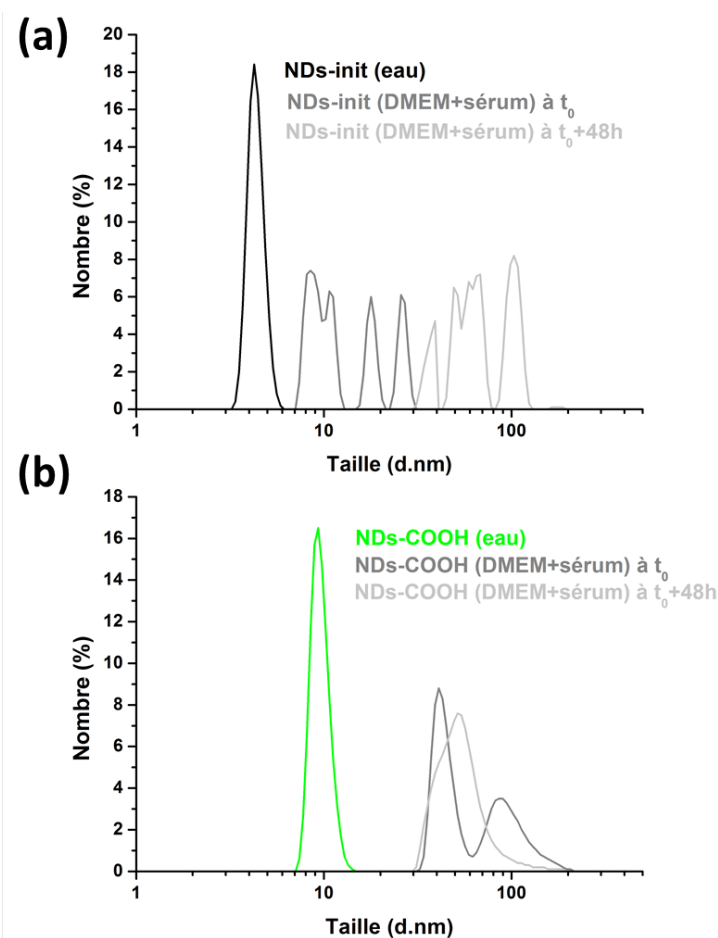 (a)
NDs-init (eau)
NDs-init (DMEM+sérum) à t0
NDs-init (DMEM+sérum) à t0+48h
Nombre (%)
20
18
16
14
12
10
8
6
4
2
0
1
10
100
Taille (d.nm)
(b)
NDs-COOH (eau)
NDs-COOH (DMEM+sérum) à t0
NDs-COOH (DMEM+sérum) à t0+48h
Nombre (%)
18
16
14
12
10
8
6
4
2
0
1
10
100
Taille (d.nm)